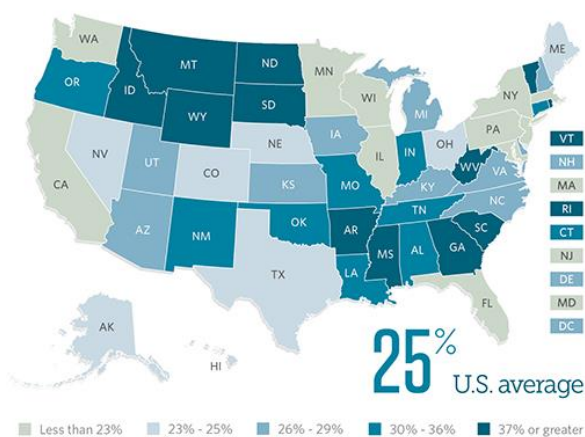 WA
ME
MT
ND
MN
OR
ID
SD
WI
NY
WY
MI
IA
PA
NE
NV
OH
IL
IN
UT
CO
WV
VA
CA
KS
MO
KY
NC
TN
OK
AZ
NM
AR
SC
MS
AL
GA
LA
TX
FL
AK
HI
VT
NH
MA
RI
CT
NJ
DE
MD
DC
25%
U.S. average
Less than 23%
23% - 25%
26% - 29%
30% - 36%
37% or greater